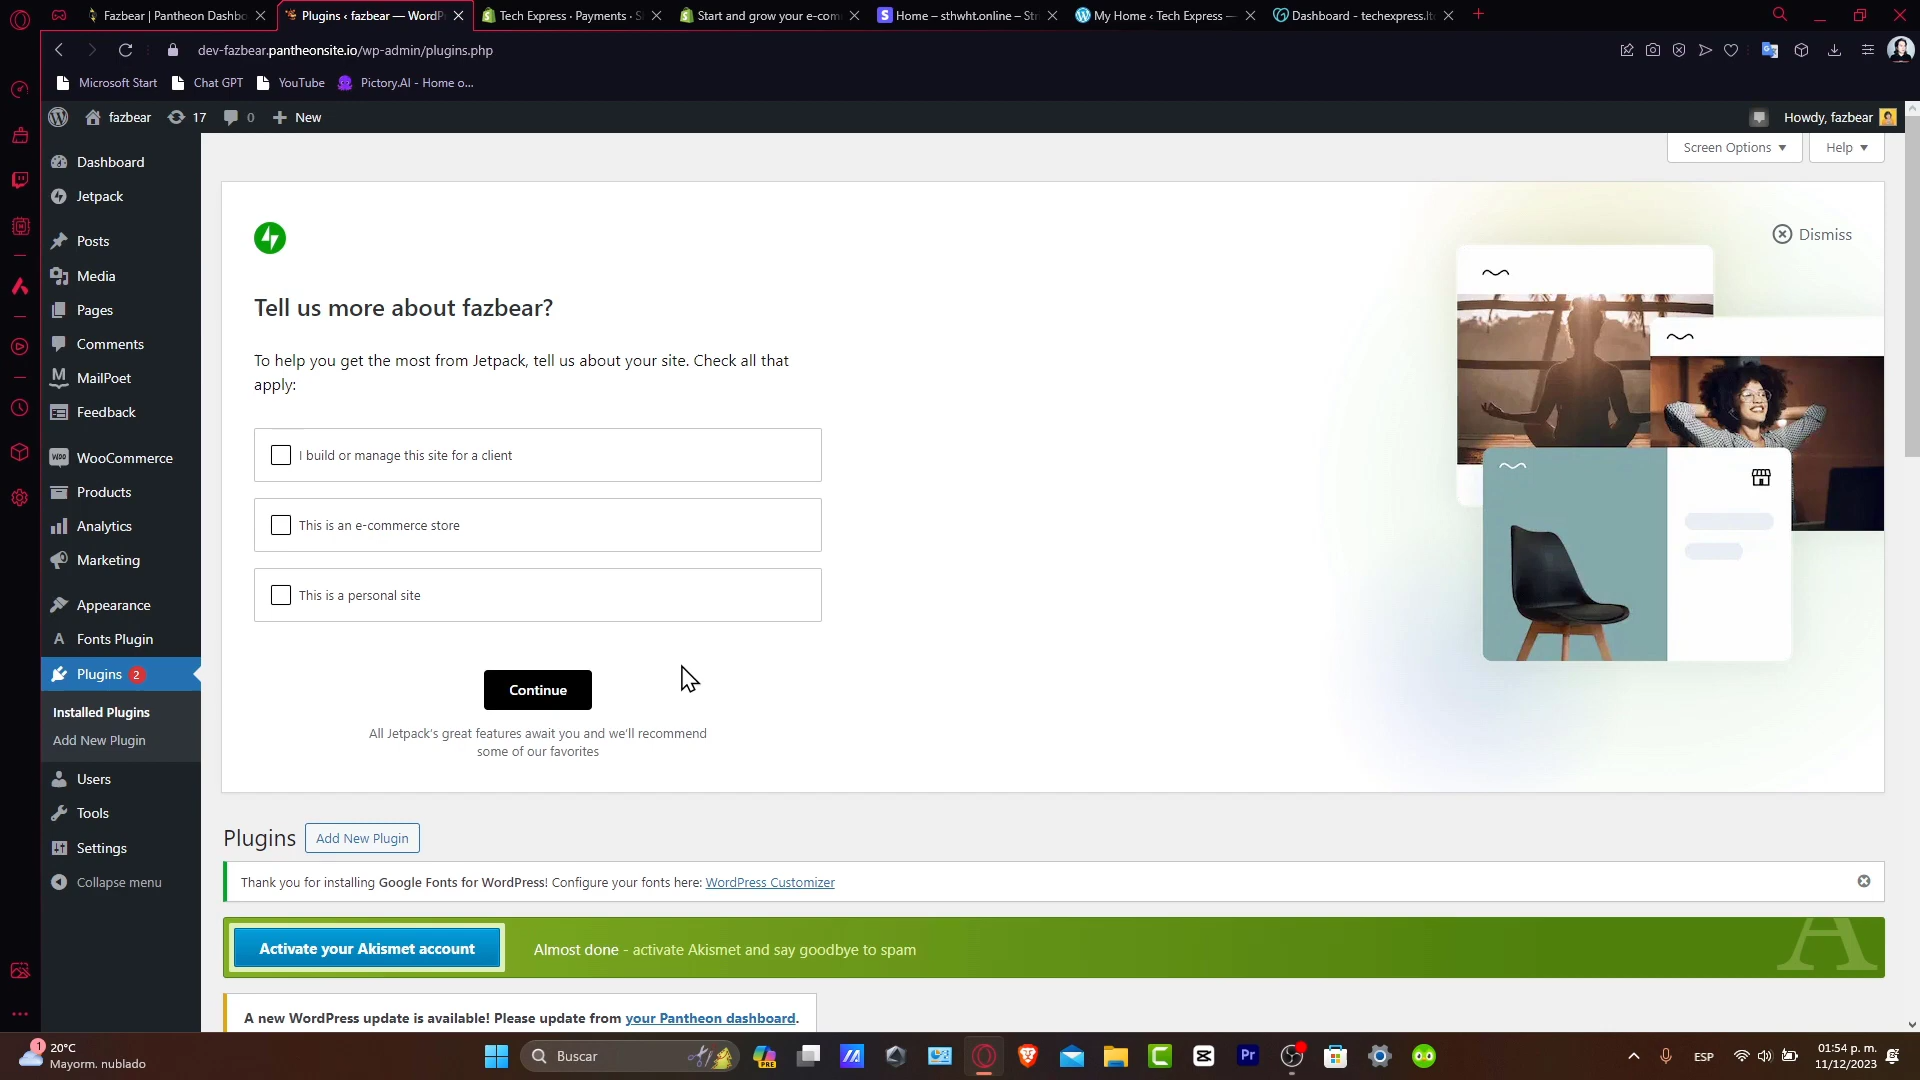 Fazbear | Pantheon Dashbo
Plugins ‹ fazbear — WordPr
Tech Express · Payments · S
Start and grow your e-com
Home – sthwht.online – Str
My Home ‹ Tech Express —
Dashboard - techexpress.lt
dev-fazbear.pantheonsite.io/wp-admin/plugins.php
Microsoft Start
Chat GPT
YouTube
Pictory.AI - Home o...
fazbear
17
0
New
Howdy, fazbear
Dashboard
Jetpack
Posts
Media
Pages
Comments
MailPoet
Feedback
WooCommerce
Products
Analytics
Marketing
Appearance
Fonts Plugin
Plugins 2
Installed Plugins
Add New Plugin
Users
Tools
Settings
Collapse menu
Screen Options
Help
Dismiss
Tell us more about fazbear?
To help you get the most from Jetpack, tell us about your site. Check all that
apply:
I build or manage this site for a client
This is an e-commerce store
This is a personal site
Continue
All Jetpack's great features await you and we'll recommend
some of our favorites
Plugins
Add New Plugin
Thank you for installing Google Fonts for WordPress! Configure your fonts here: WordPress Customizer
Activate your Akismet account
Almost done - activate Akismet and say goodbye to spam
A new WordPress update is available! Please update from your Pantheon dashboard.
1
20°C
Mayorm. nublado
Buscar
PRE
Pr
ESP
01:54 p. m.
11/12/2023